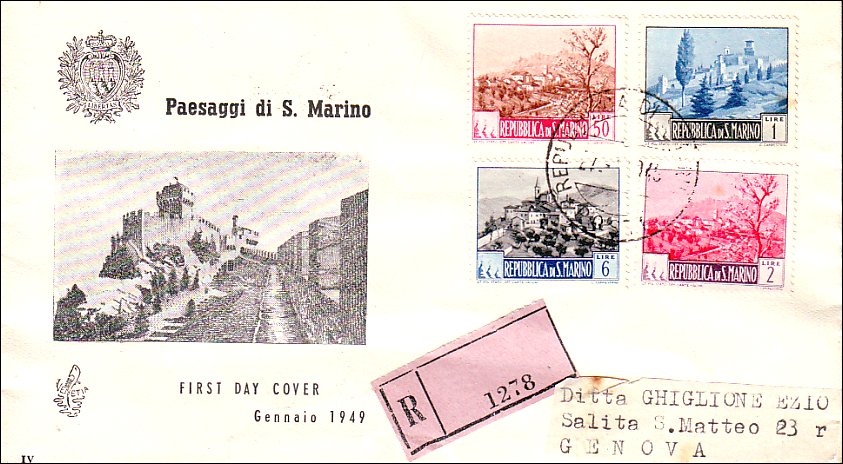 LIBERTAS
Paesaggi di S. Marino
REPUBBLICA DI S. MARINO
LIRE
50
REPUBBLICA DI S. MARINO
LIRE
1
REPUBBLICA DI S. MARINO
LIRE
6
REPUBBLICA DI S. MARINO
LIRE
2
FIRST DAY COVER
Gennaio 1949
R
1278
Ditta GHIGLIONE EZIO
Salita S.Matteo 23 r
GENOVA
IV